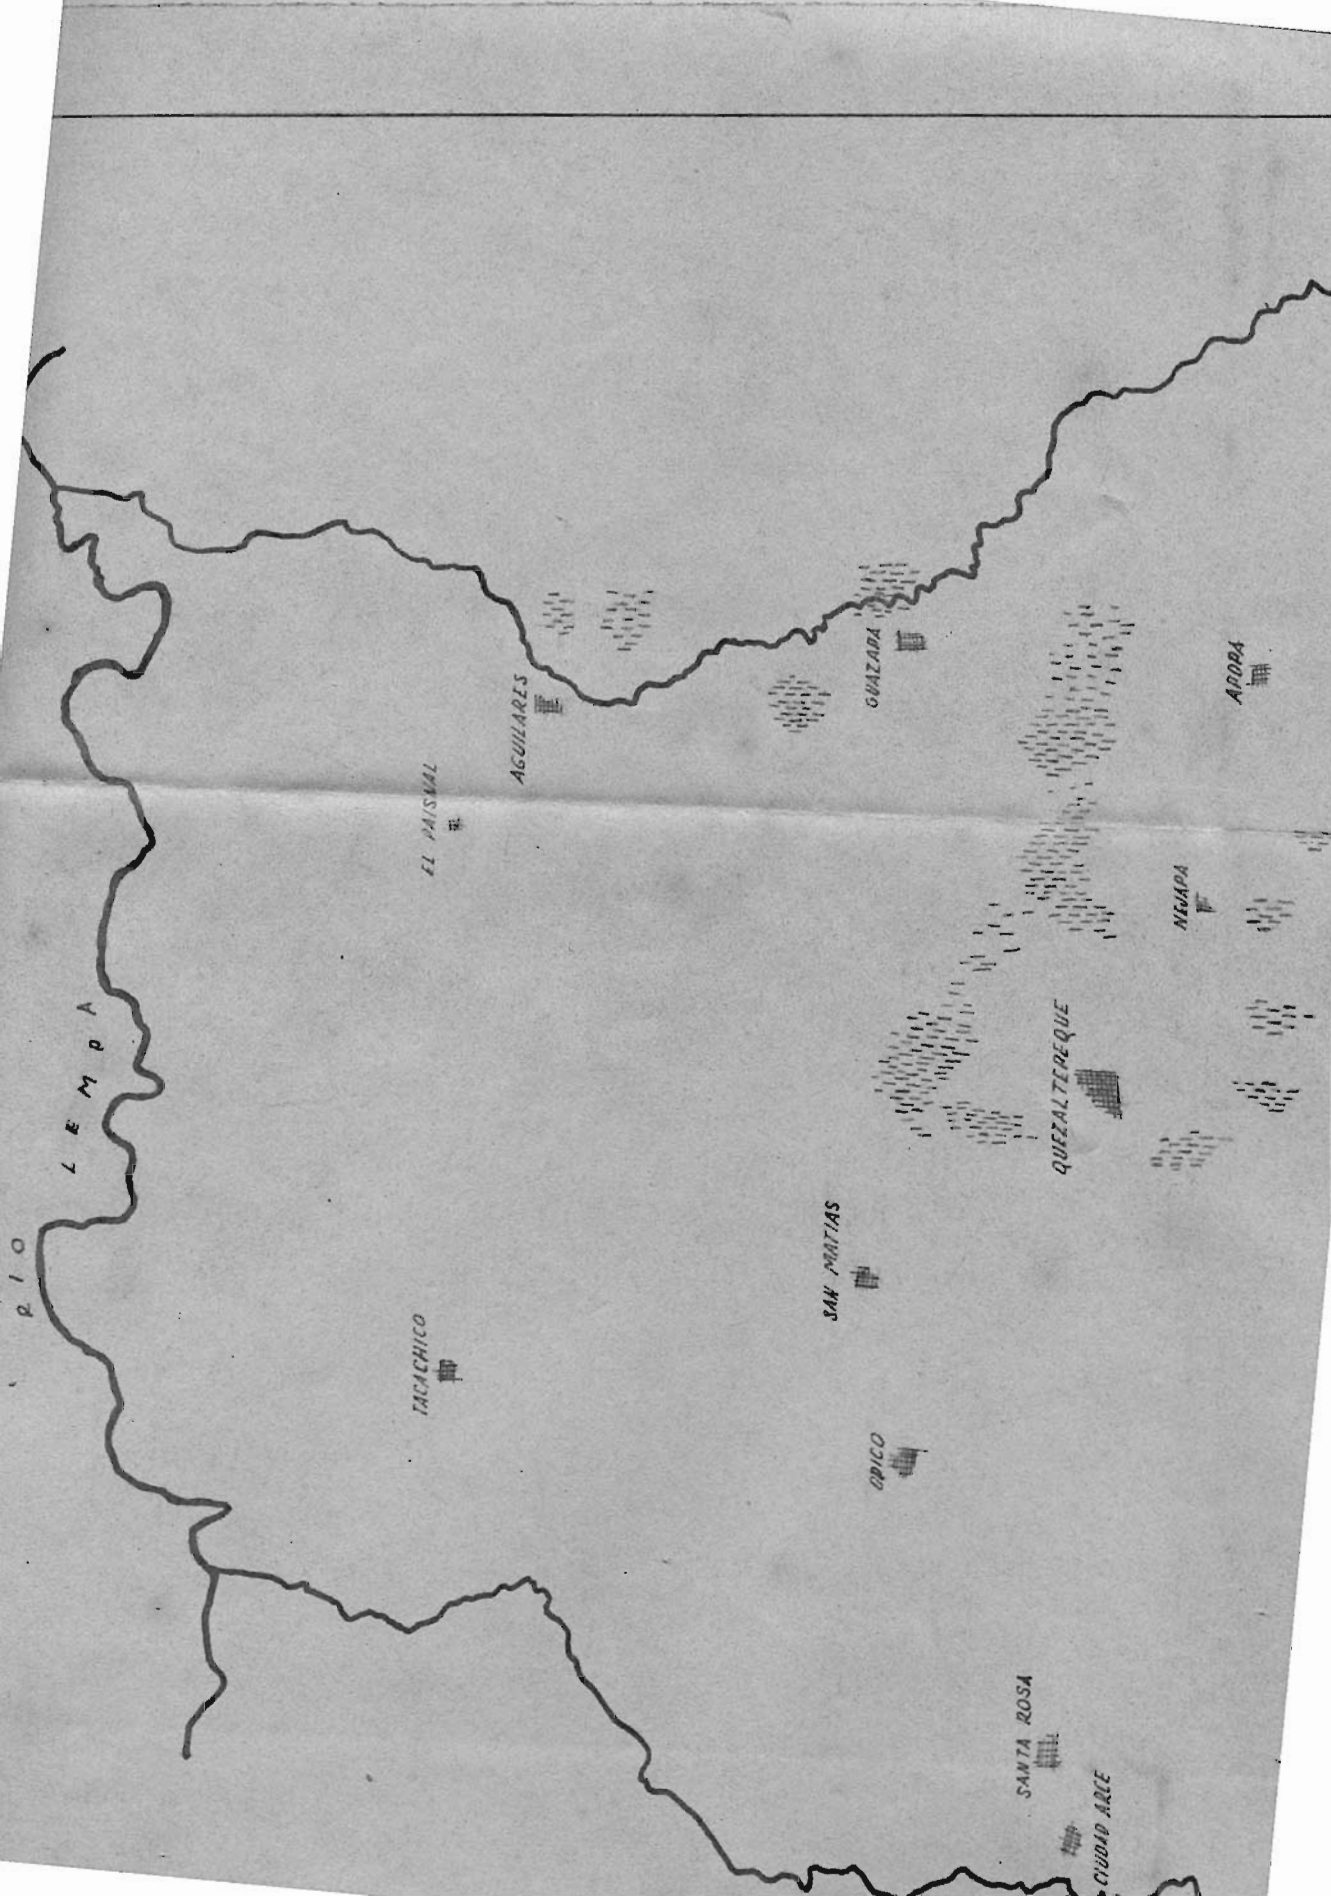 RIO LEMPA
TACACHICO
EL PAISNAL
AGUILARES
SAN MATIAS
OPICO
GUAZAPA
SANTA ROSA
CIUDAD ARCE
QUEZALTEPEQUE
NEJAPA
APOPA